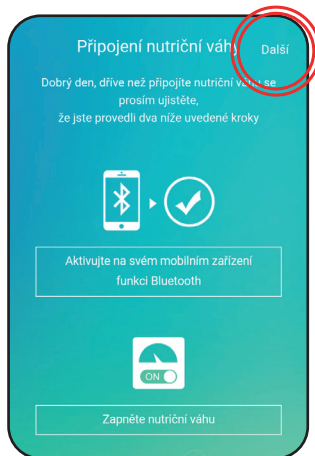 Připojení nutriční váhy
Další
Dobrý den, dříve než připojíte nutriční váhu se
prosím ujistěte,
že jste provedli dva níže uvedené kroky
Aktivujte na svém mobilním zařízení
funkci Bluetooth
ON
Zapněte nutriční váhu